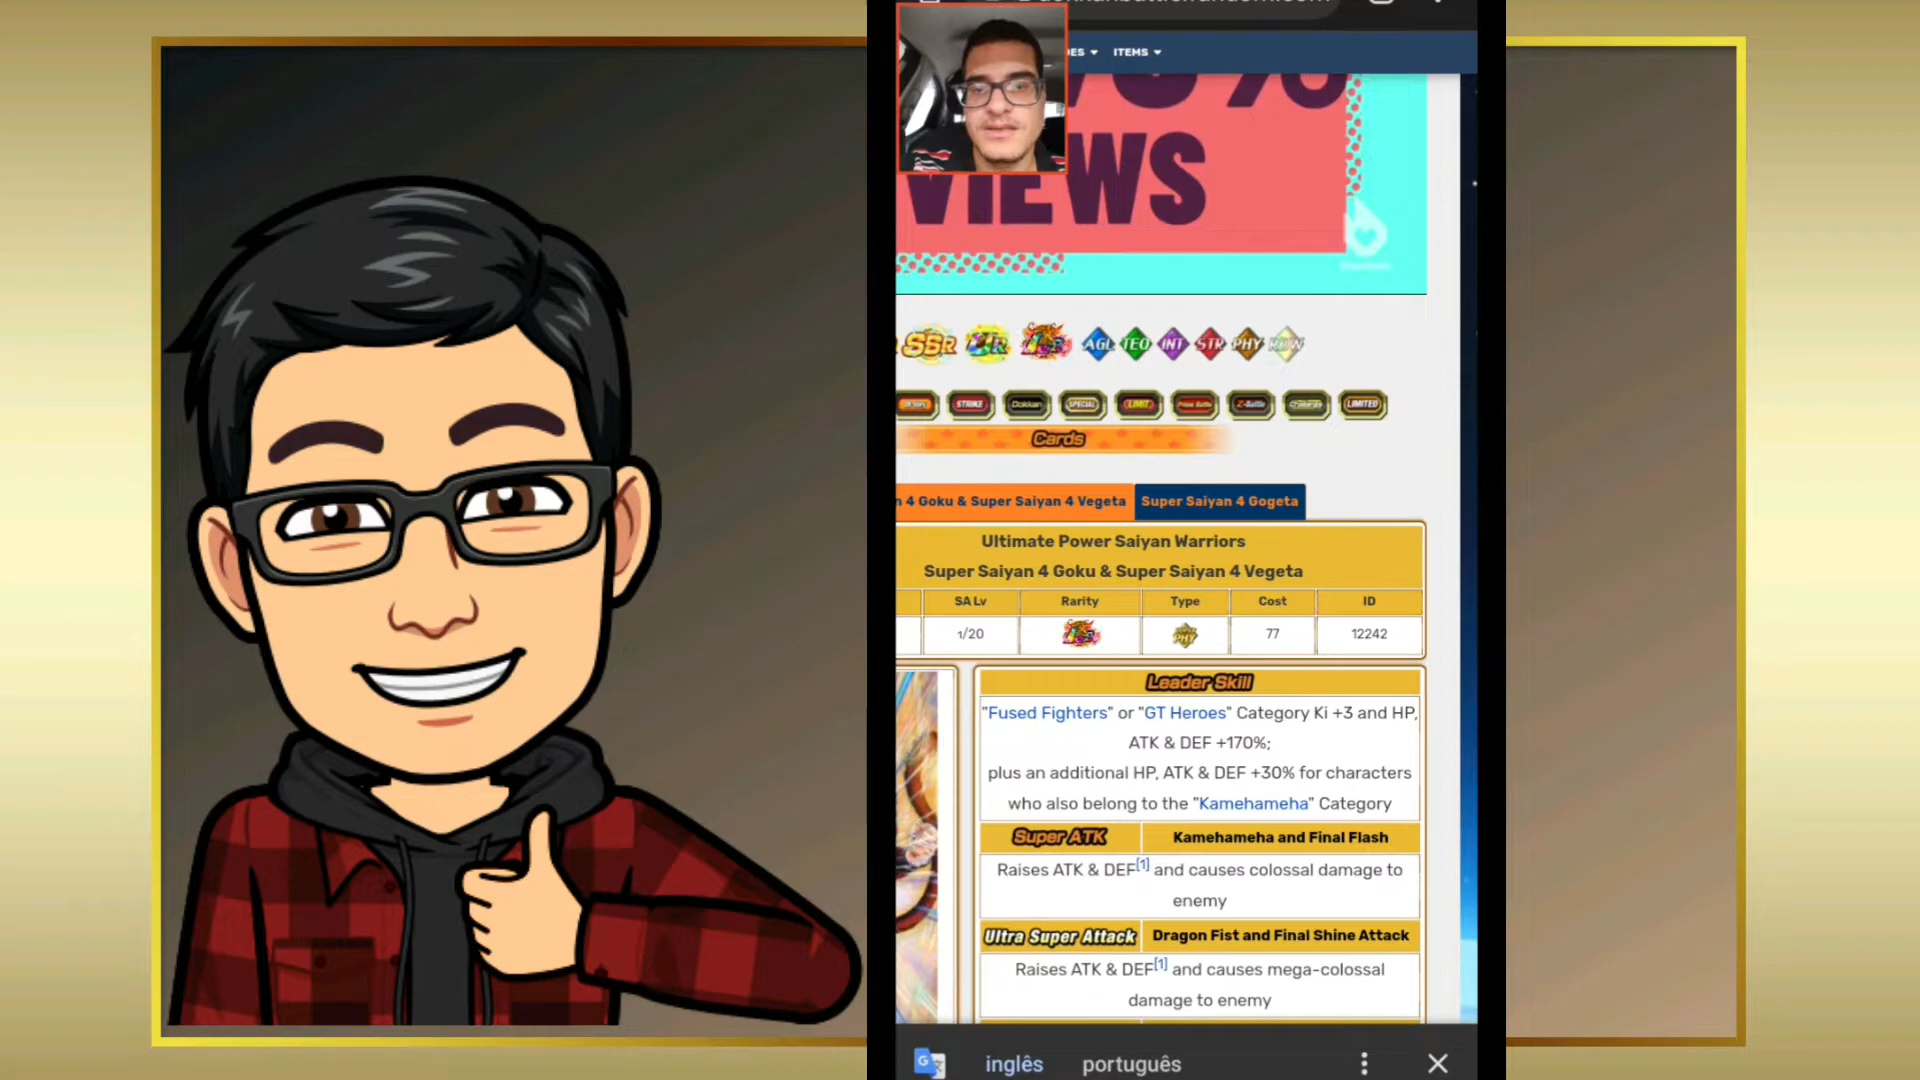 ITEMS
VIEWS
SSR
UR
LR
AGL
TEQ
INT
STR
PHY
STRIKE
Dokkan
SPECIAL
LIMIT
Z-Battle
LIMITED
Cards
4 Goku & Super Saiyan 4 Vegeta
Super Saiyan 4 Gogeta
Ultimate Power Saiyan Warriors
Super Saiyan 4 Goku & Super Saiyan 4 Vegeta
SA Lv Rarity Type Cost ID
1/20 LR PHY 77 12242
Leader Skill
"Fused Fighters" or "GT Heroes" Category Ki +3 and HP,
ATK & DEF +170%;
plus an additional HP, ATK & DEF +30% for characters
who also belong to the "Kamehameha" Category
Super ATK Kamehameha and Final Flash
Raises ATK & DEF[1] and causes colossal damage to
enemy
Ultra Super Attack Dragon Fist and Final Shine Attack
Raises ATK & DEF[1] and causes mega-colossal
damage to enemy
G
inglês português